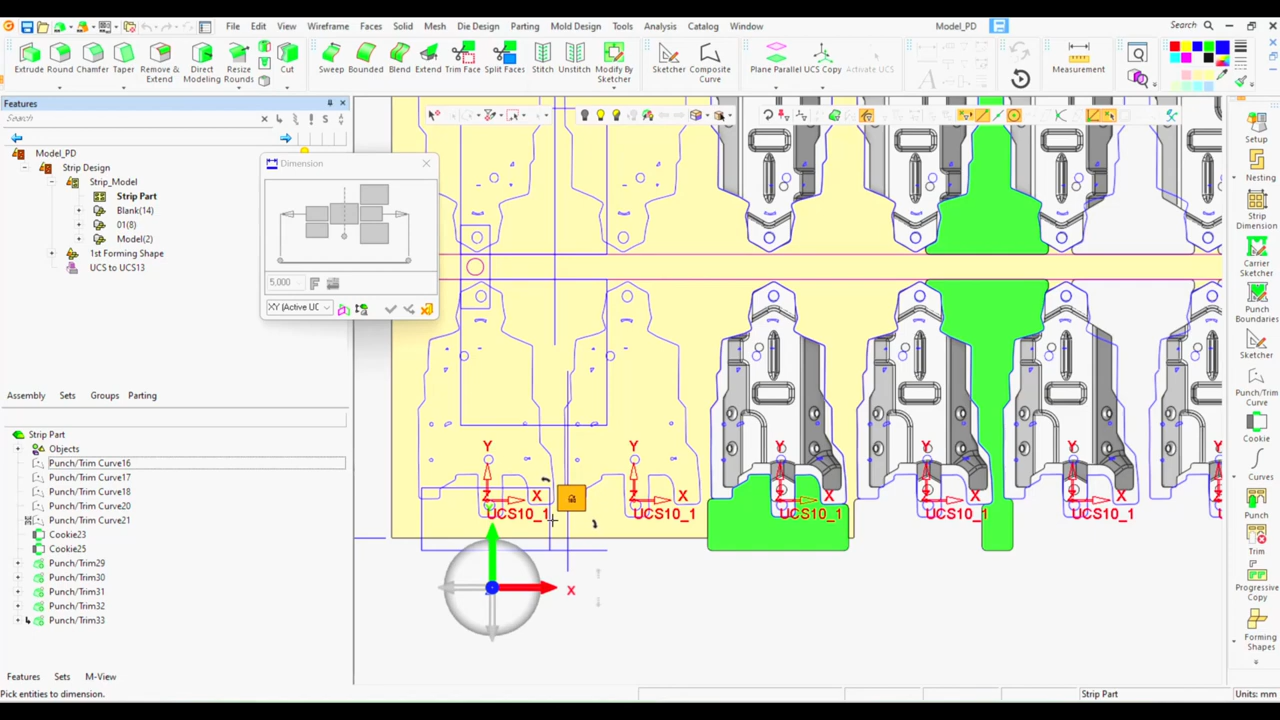 File Edit View Wireframe Faces Solid Mesh Die Design Parting Mold Design Tools Analysis Catalog Window Model_PD Search
Extrude Round Chamfer Taper Remove & Extend Direct Modeling Resize Rounds Cut Sweep Bounded Blend Extend Trim Face Split Faces Stitch Unstitch Modify By Sketcher Sketcher Composite Curve Plane Parallel UCS Copy Activate UCS Measurement
Features
Search
Model_PD
Strip Design
Strip_Model
Strip Part
Blank(14)
01(8)
Model(2)
1st Forming Shape
UCS to UCS13
Dimension
5.000
XY (Active UC
Assembly Sets Groups Parting
Strip Part
Objects
Punch/Trim Curve16
Punch/Trim Curve17
Punch/Trim Curve18
Punch/Trim Curve20
Punch/Trim Curve21
Cookie23
Cookie25
Punch/Trim29
Punch/Trim30
Punch/Trim31
Punch/Trim32
Punch/Trim33
Features Sets M-View
Pick entities to dimension.
Y Y Y Y Y
Z X Z X Z X Z X Z X
UCS10_1 UCS10_1 UCS10_1 UCS10_1 UCS10_1
X
Setup
Nesting
Strip Dimension
Carrier Sketcher
Punch Boundaries
Sketcher
Punch/Trim Curve
Cookie
Curves
Punch
Trim
Progressive Copy
Forming Shapes
Strip Part Units: mm